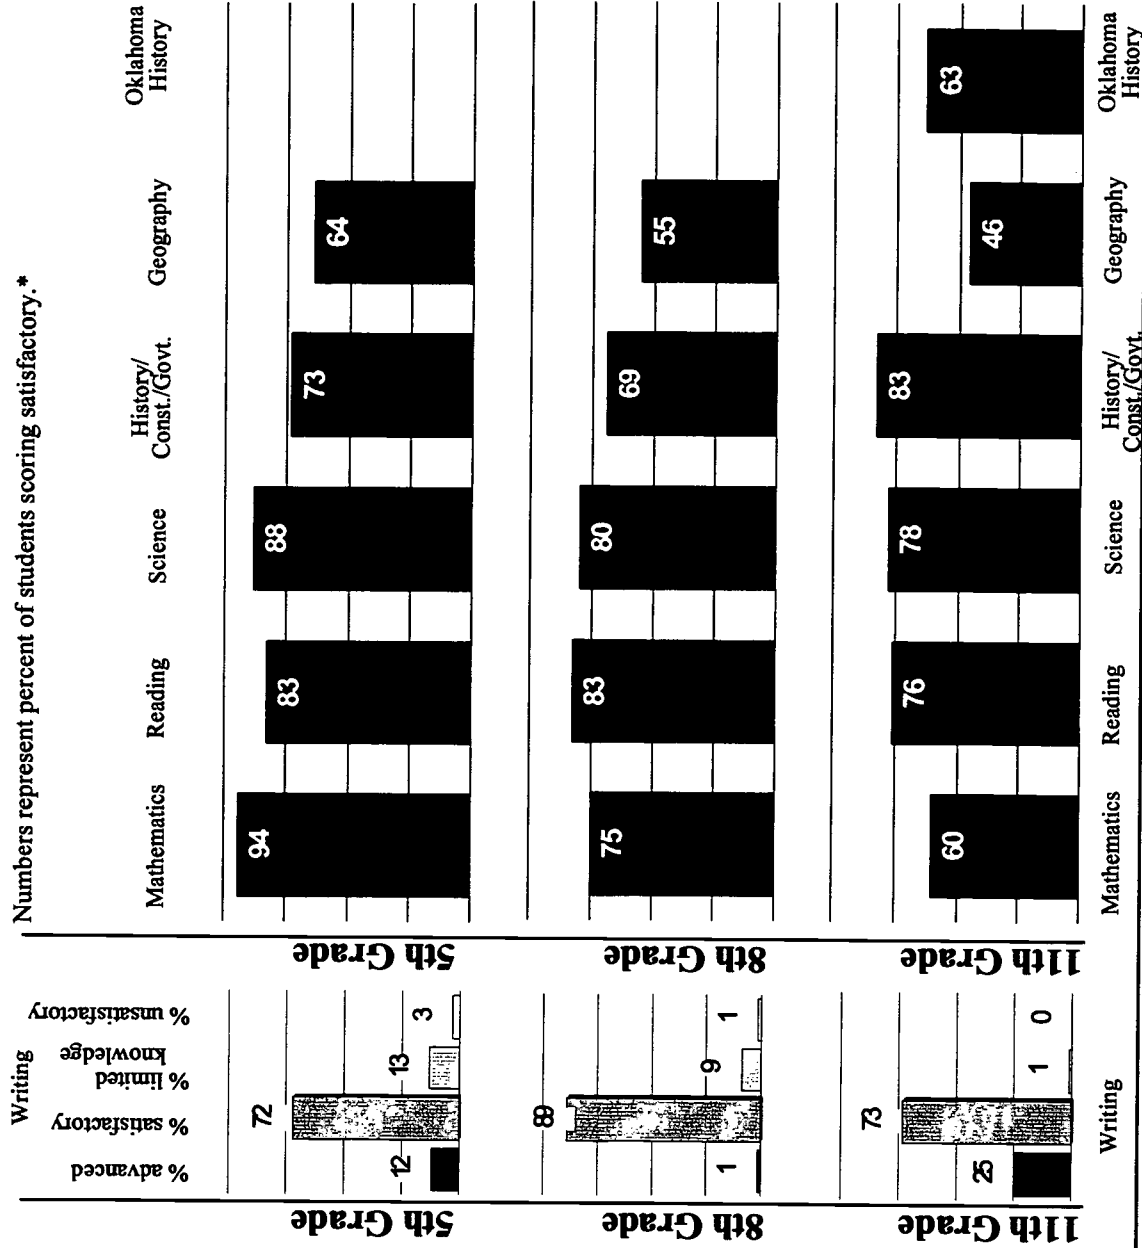 Numbers represent percent of students scoring satisfactory.*
Writing
% advanced
% satisfactory
% limited
knowledge
% unsatisfactory
Mathematics
Reading
Science
History/
Const./Govt.
Geography
Oklahoma
History
5th Grade
12
72
13
3
5th Grade
94
83
88
73
64
8th Grade
1
89
9
1
8th Grade
75
83
80
69
55
11th Grade
25
73
1
0
11th Grade
60
76
78
83
46
63
Writing
Mathematics
Reading
Science
History/
Const./Govt.
Geography
Oklahoma
History